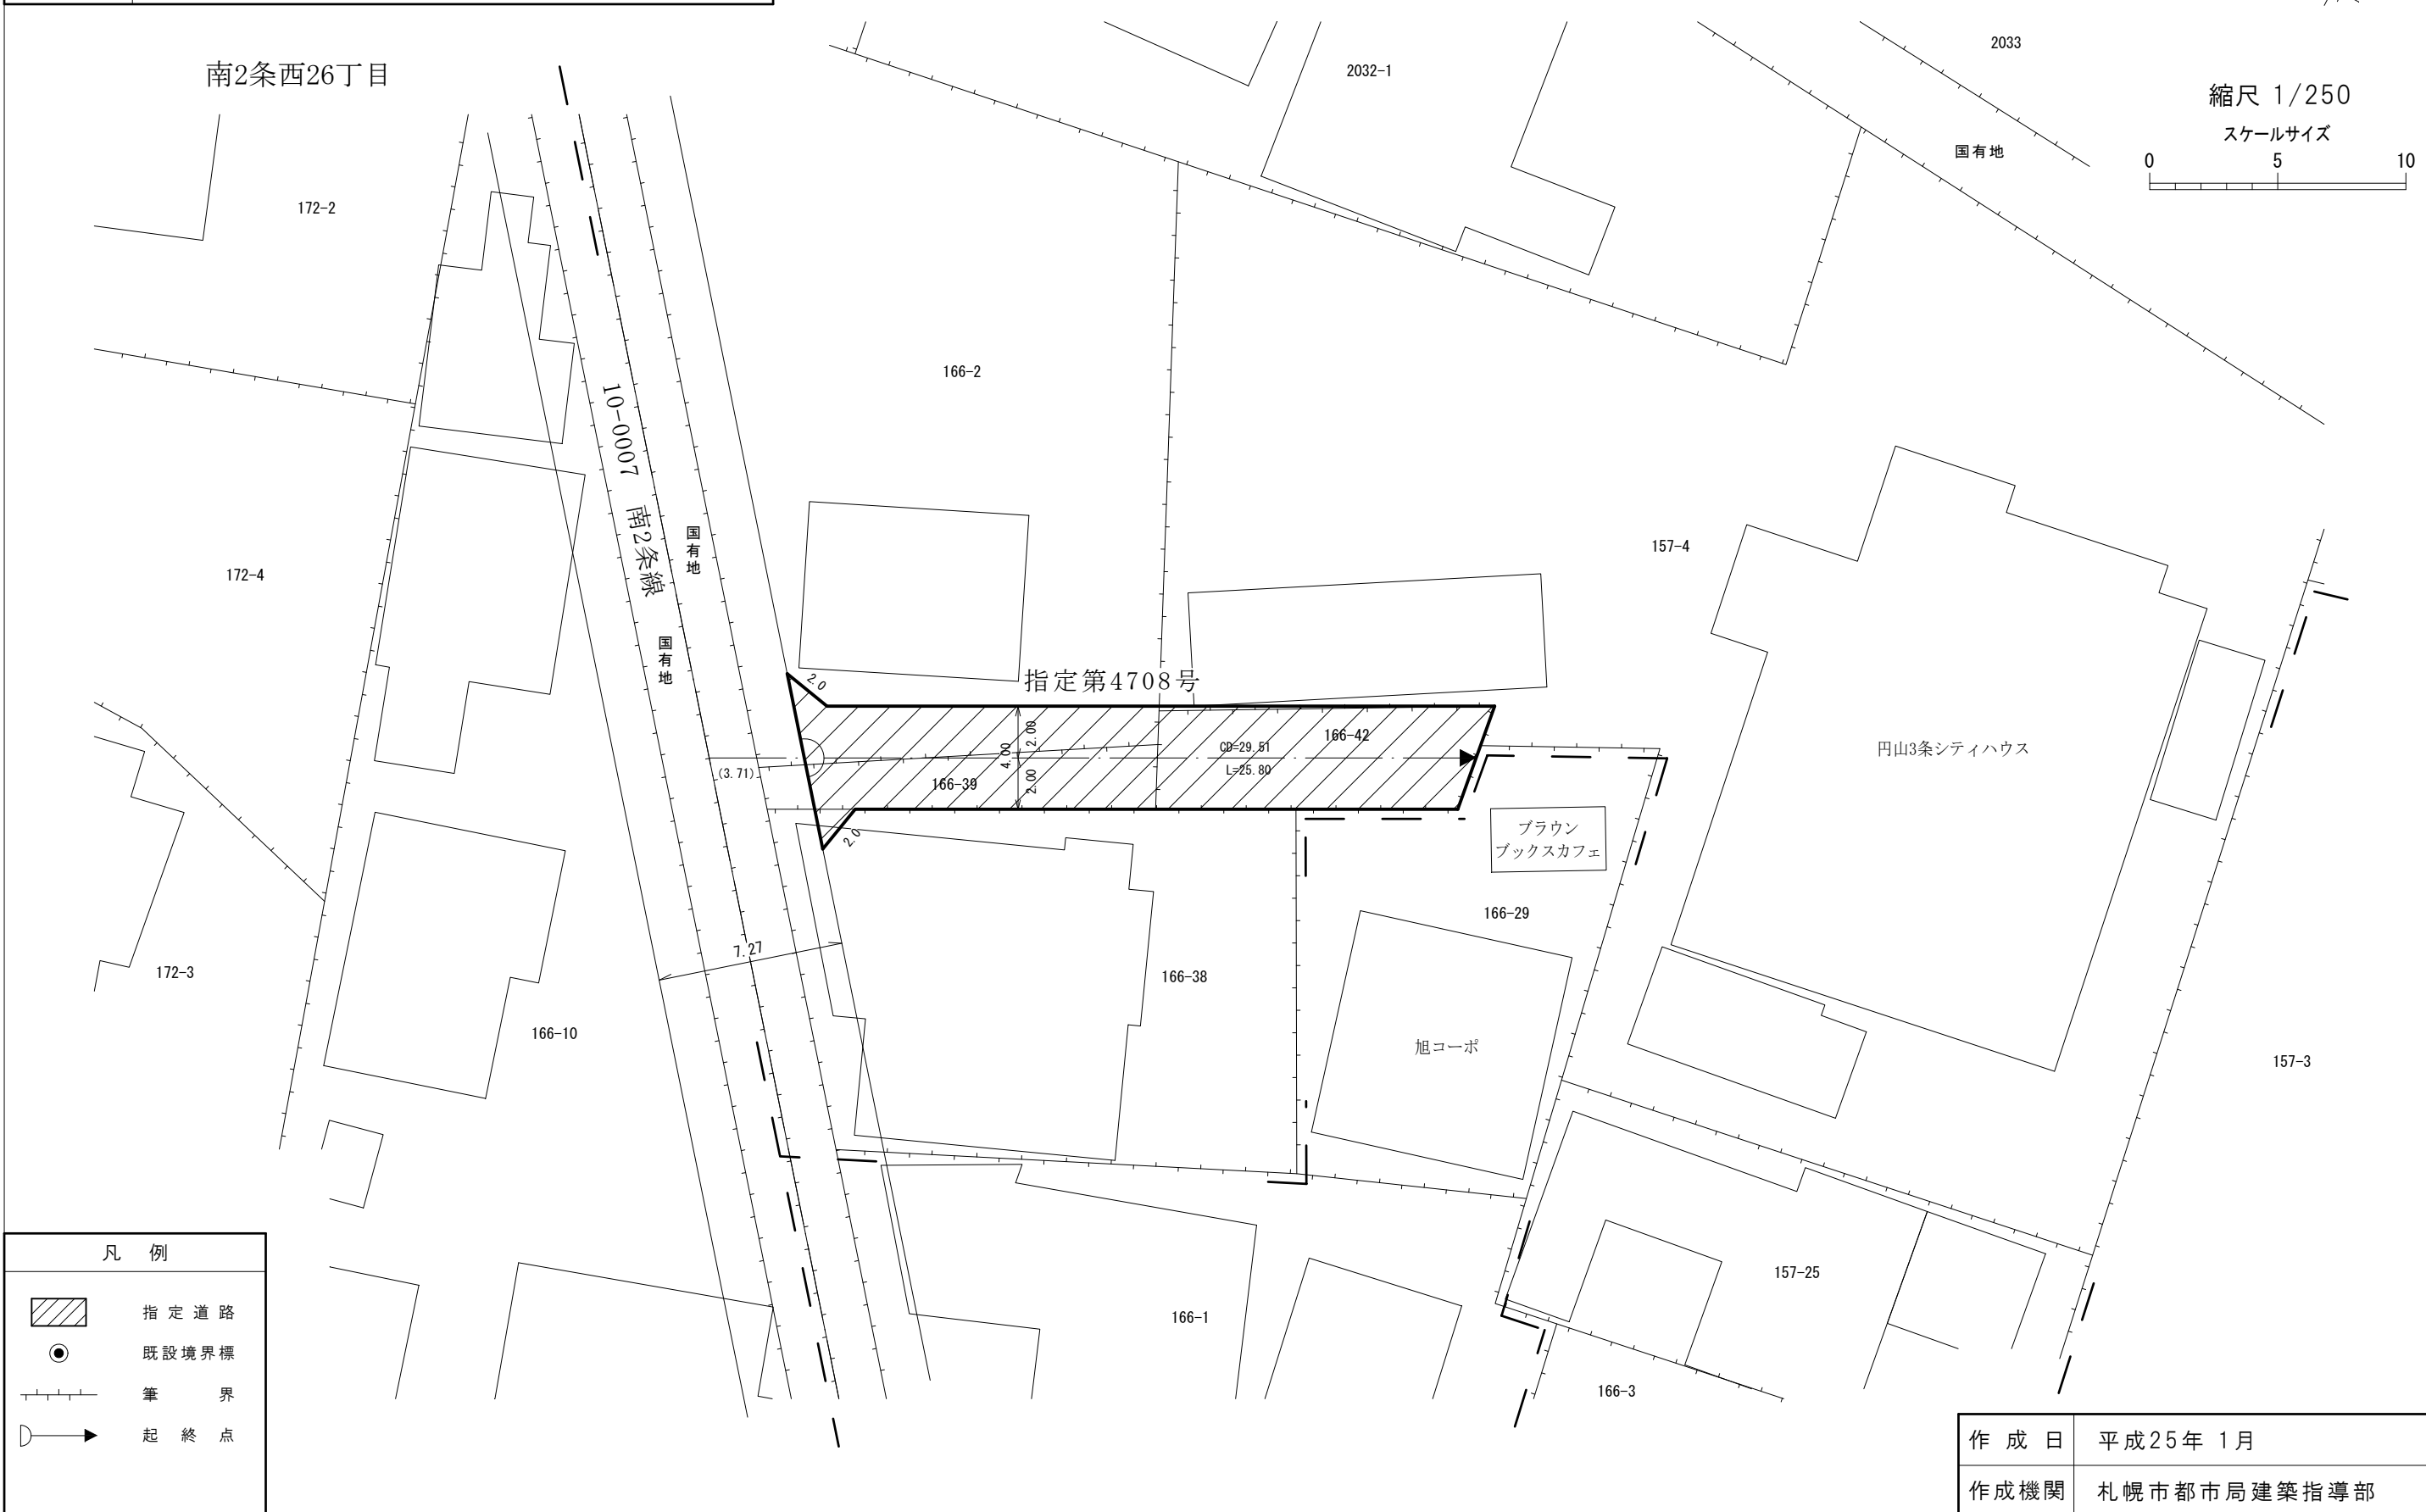 南2条西26丁目
2032-1
2033
縮尺 1/250
スケールサイズ
0 5 10
国有地
172-2
166-2
10-0007 南2条線
国有地
国有地
172-4
157-4
指定第4708号
2.0
166-42
CD=29.51
L=25.80
4.00
2.00
2.00
(3.71)
166-39
2.0
円山3条シティハウス
ブラウン
ブックスカフェ
166-29
7.27
172-3
166-38
166-10
旭コーポ
157-3
157-25
166-1
166-3
凡 例
指定道路
既設境界標
筆 界
起 終 点
作成日 平成25年 1月
作成機関 札幌市都市局建築指導部